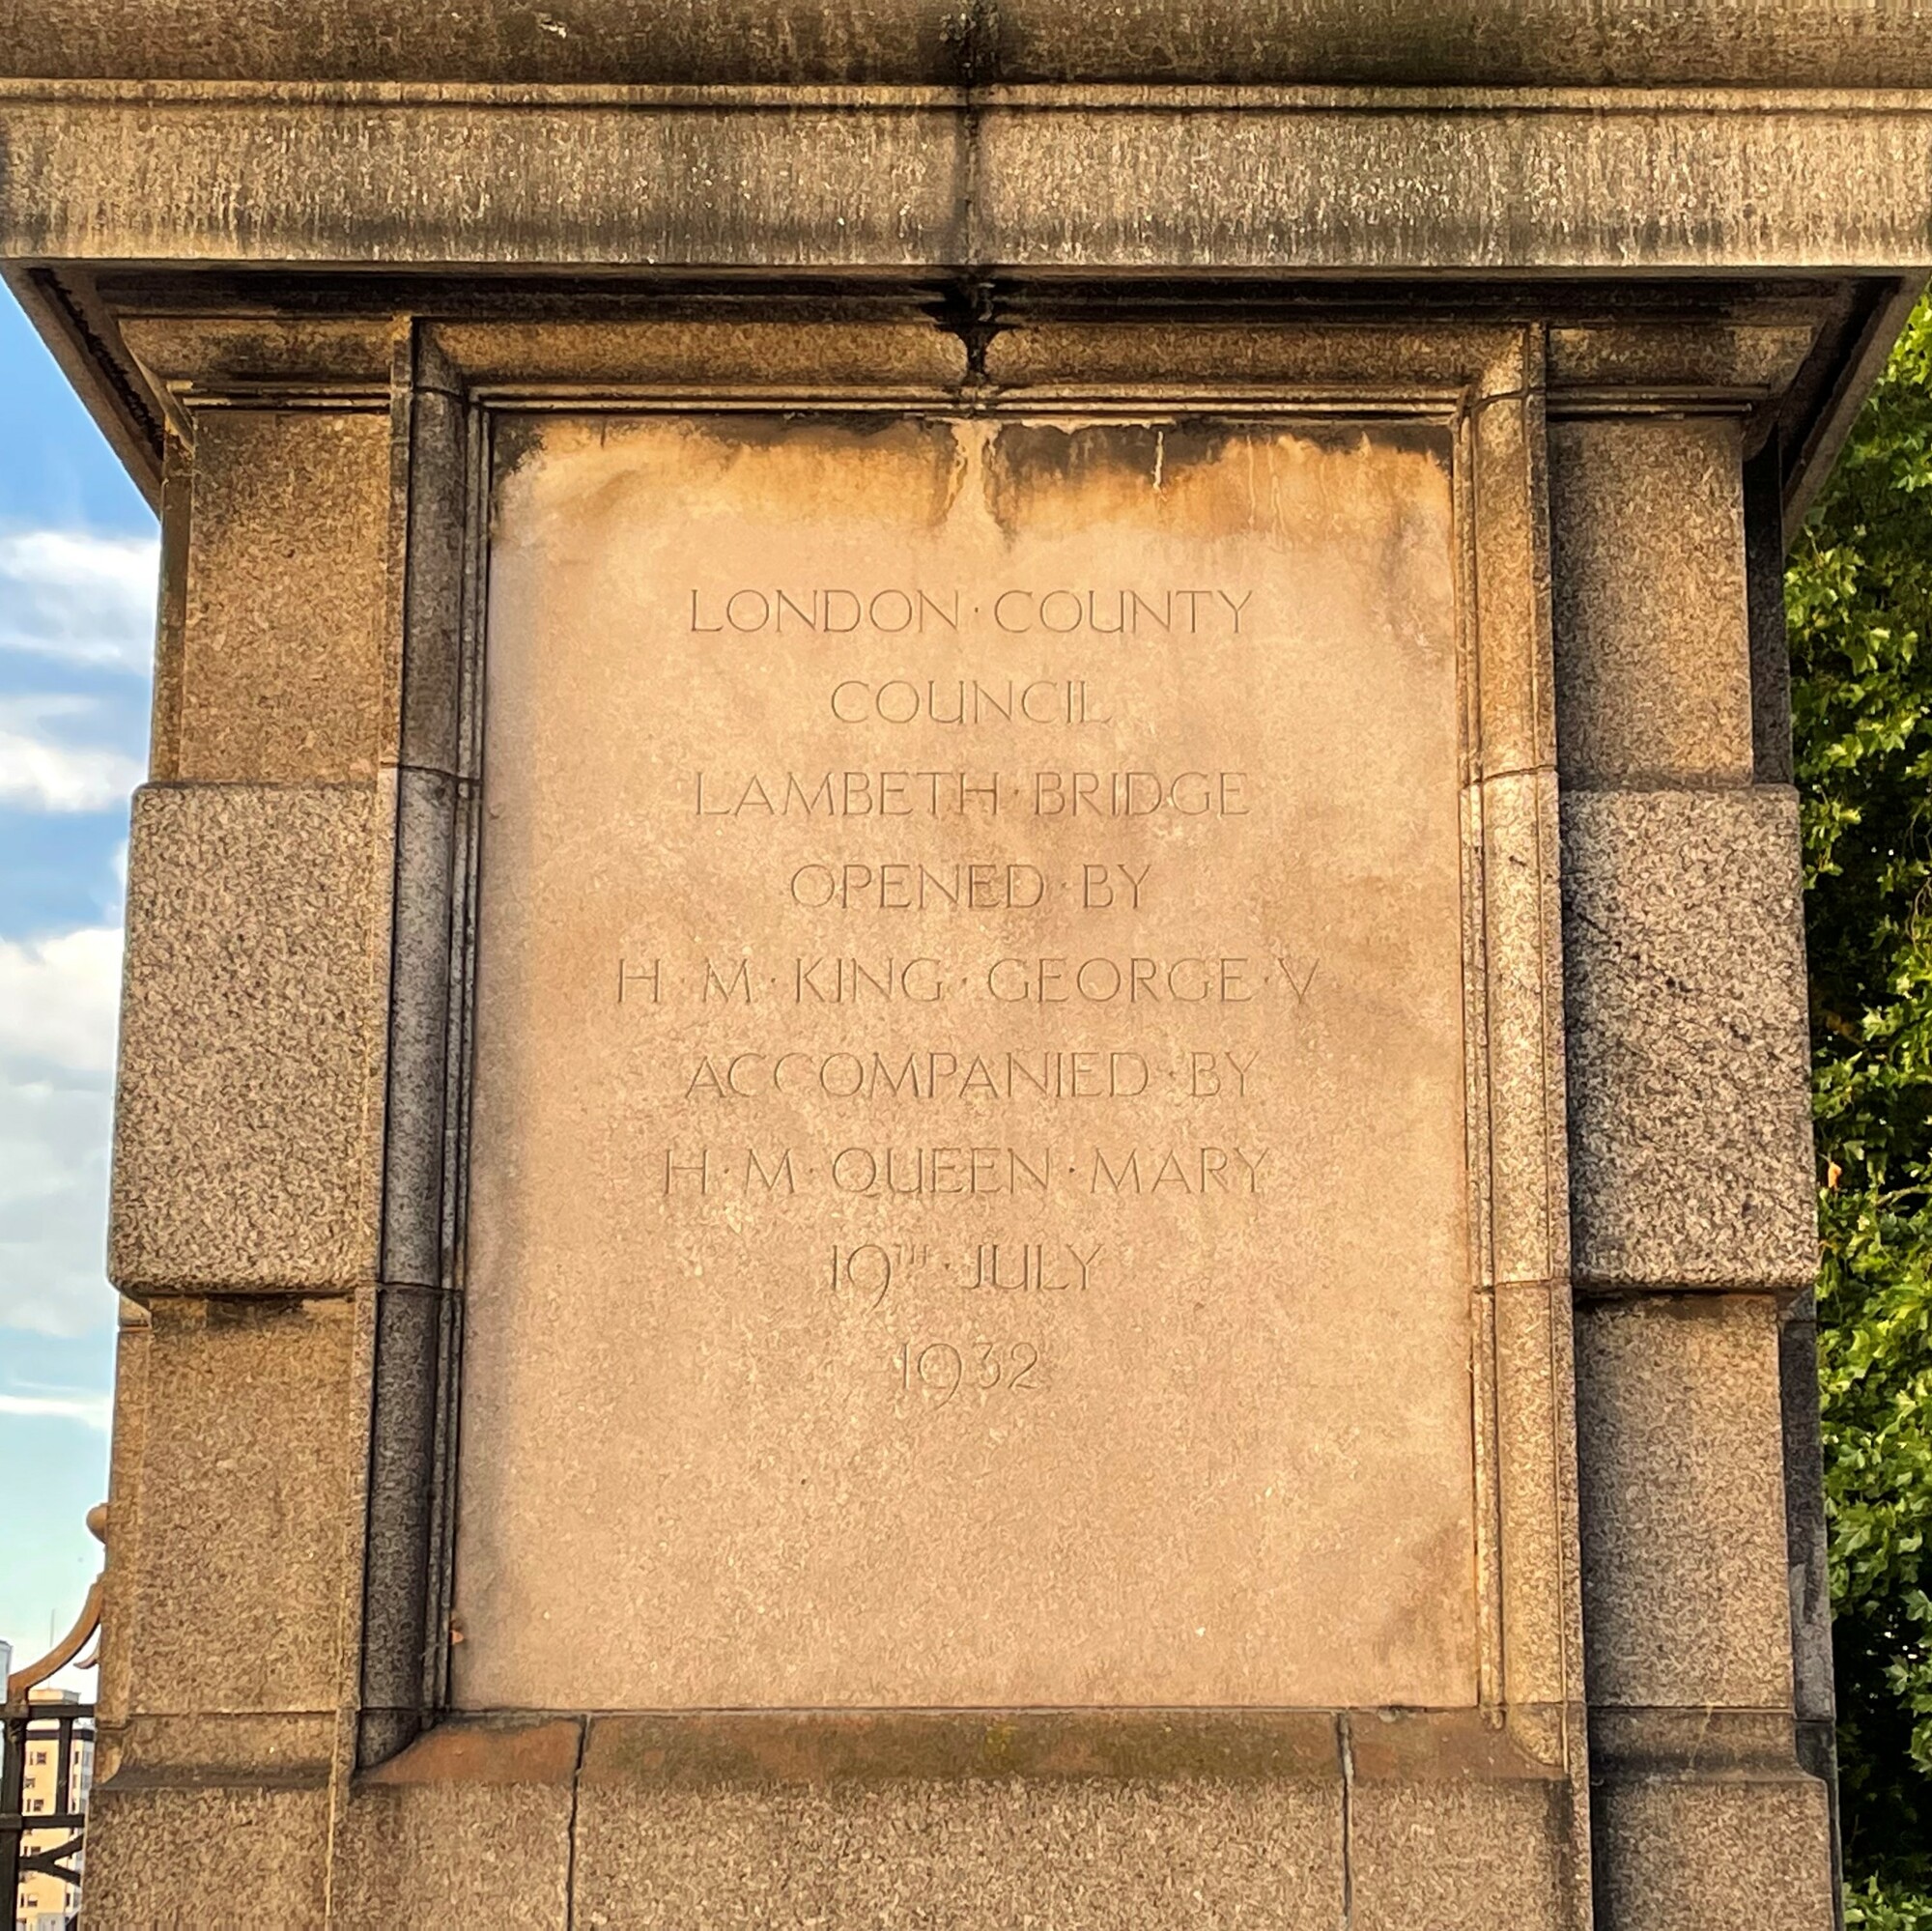 LONDON·COUNTY
COUNCIL
LAMBETH·BRIDGE
OPENED·BY
H·M·KING·GEORGE·V
ACCOMPANIED·BY
H·M·QUEEN·MARY
19TH·JULY
1932